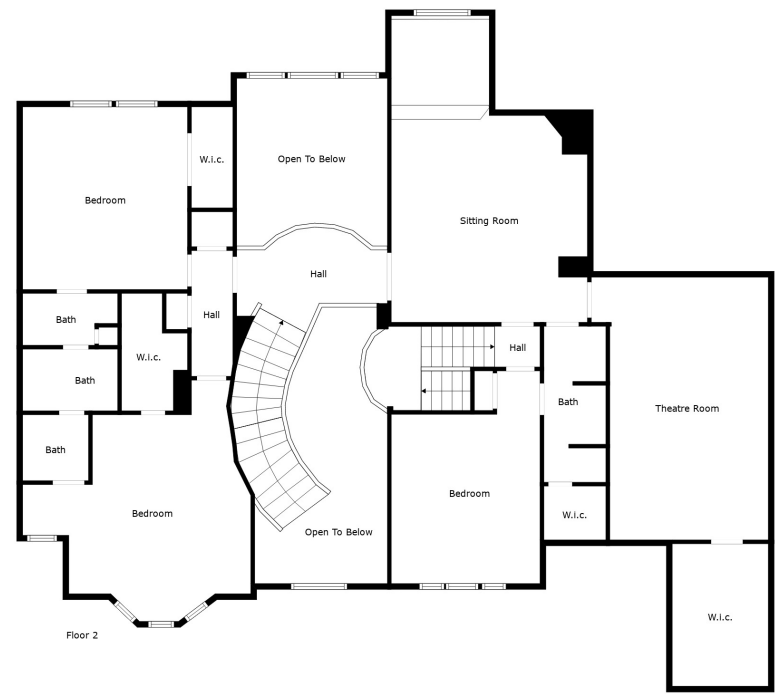 W.i.c.
Open To Below
Bedroom
Sitting Room
Hall
Hall
Bath
Hall
W.i.c.
Bath
Bath
Theatre Room
Bath
Bedroom
Bedroom
W.i.c.
Open To Below
W.i.c.
Floor 2